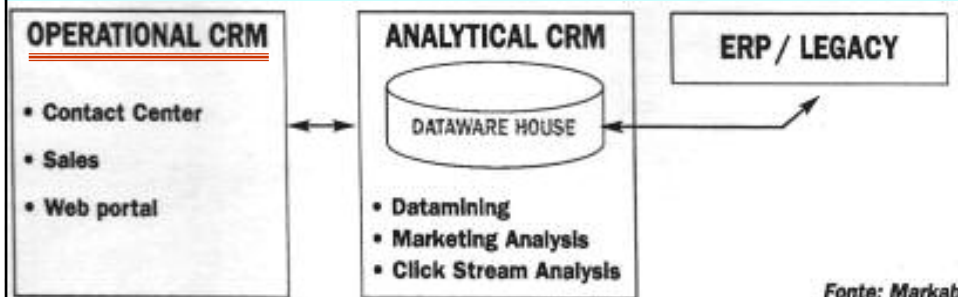 OPERATIONAL CRM
• Contact Center
• Sales
• Web portal
ANALYTICAL CRM
DATAWARE HOUSE
• Datamining
• Marketing Analysis
• Click Stream Analysis
ERP / LEGACY
Fonte: Markab